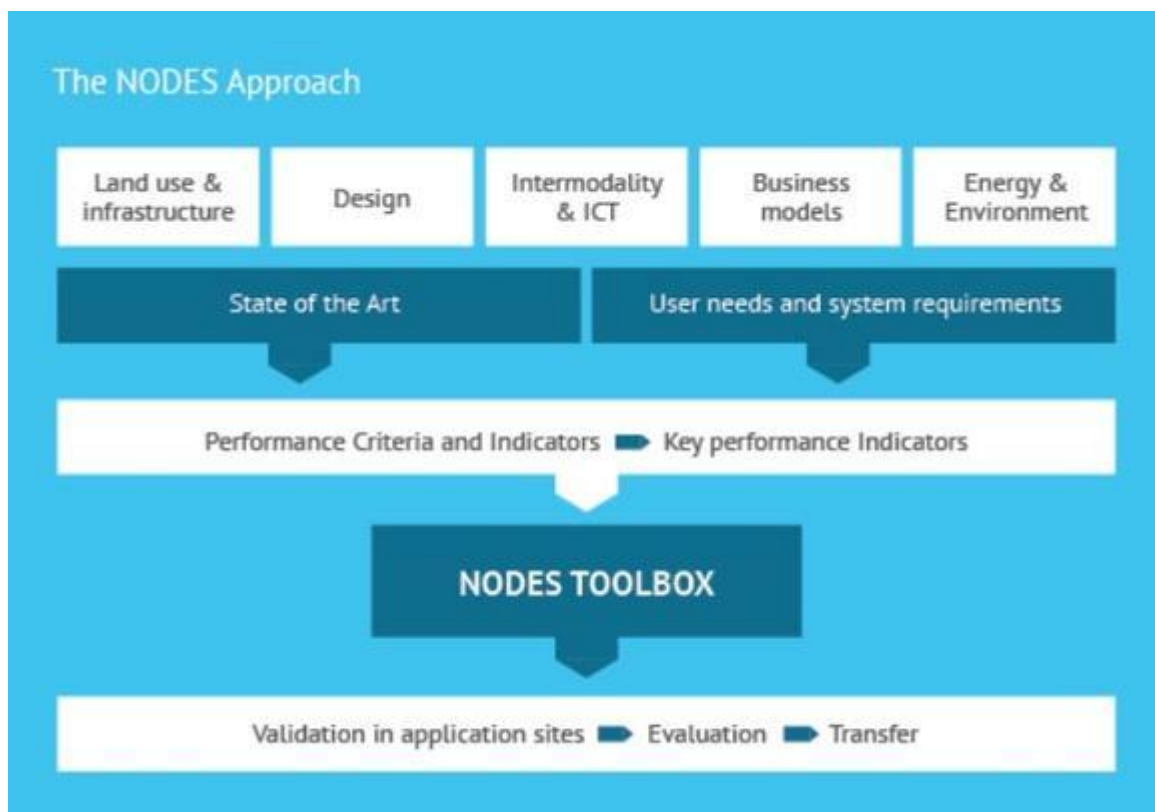 The NODES Approach
Land use &
infrastructure
Design
Intermodality
& ICT
Business
models
Energy &
Environment
State of the Art
User needs and system requirements
Performance Criteria and Indicators Key performance Indicators
NODES TOOLBOX
Validation in application sites Evaluation Transfer